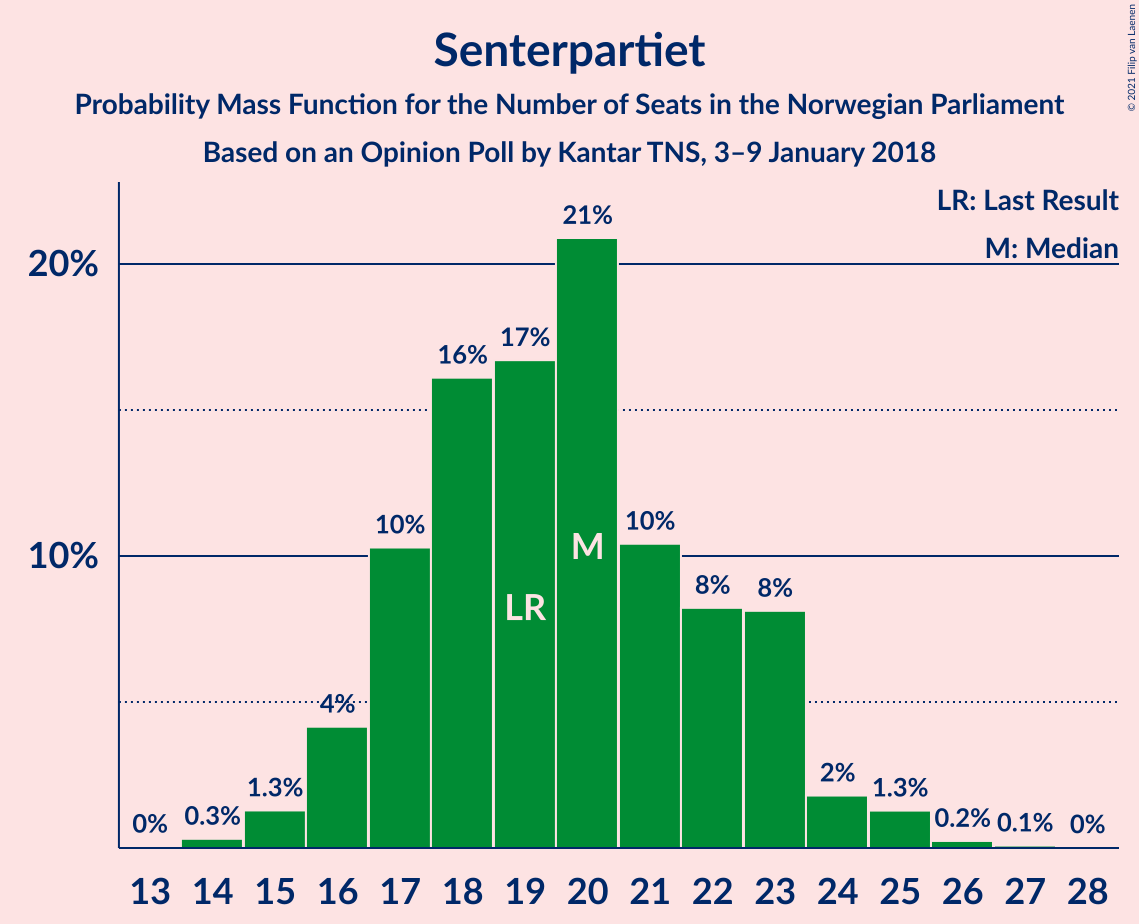 © 2021 Filip van Laenen
Senterpartiet
Probability Mass Function for the Number of Seats in the Norwegian Parliament
Based on an Opinion Poll by Kantar TNS, 3–9 January 2018
LR: Last Result
M: Median
20%
10%
0%
0.3%
1.3%
4%
10%
16%
17%
21%
10%
8%
8%
2%
1.3%
0.2%
0.1%
0%
LR
M
13 14 15 16 17 18 19 20 21 22 23 24 25 26 27 28